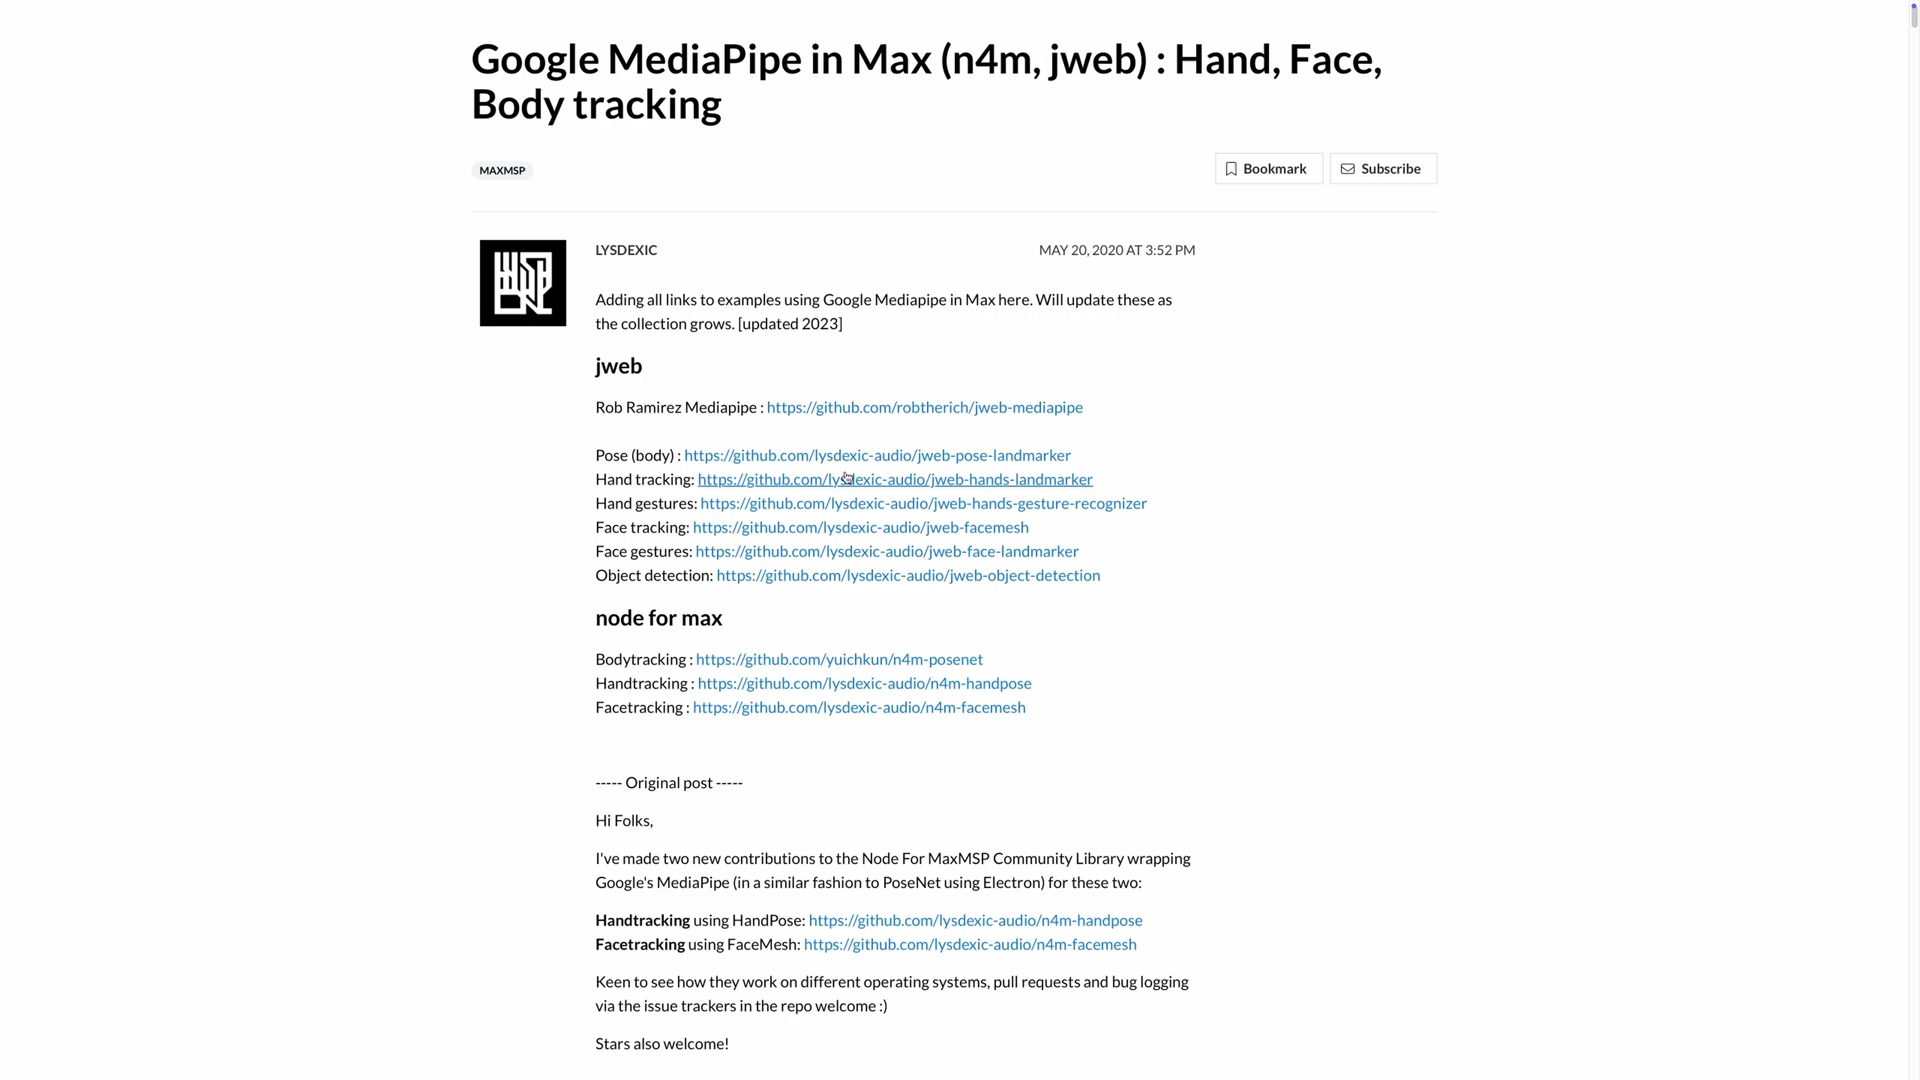 Google MediaPipe in Max (n4m, jweb) : Hand, Face,
Body tracking
MAXMSP
Bookmark
Subscribe
LYSDEXIC
MAY 20, 2020 AT 3:52 PM
Adding all links to examples using Google Mediapipe in Max here. Will update these as
the collection grows. [updated 2023]
jweb
Rob Ramirez Mediapipe : https://github.com/robtherich/jweb-mediapipe
Pose (body) : https://github.com/lysdexic-audio/jweb-pose-landmarker
Hand tracking: https://github.com/lysdexic-audio/jweb-hands-landmarker
Hand gestures: https://github.com/lysdexic-audio/jweb-hands-gesture-recognizer
Face tracking: https://github.com/lysdexic-audio/jweb-facemesh
Face gestures: https://github.com/lysdexic-audio/jweb-face-landmarker
Object detection: https://github.com/lysdexic-audio/jweb-object-detection
node for max
Bodytracking : https://github.com/yuichkun/n4m-posenet
Handtracking : https://github.com/lysdexic-audio/n4m-handpose
Facetracking : https://github.com/lysdexic-audio/n4m-facemesh
----- Original post -----
Hi Folks,
I've made two new contributions to the Node For MaxMSP Community Library wrapping
Google's MediaPipe (in a similar fashion to PoseNet using Electron) for these two:
Handtracking using HandPose: https://github.com/lysdexic-audio/n4m-handpose
Facetracking using FaceMesh: https://github.com/lysdexic-audio/n4m-facemesh
Keen to see how they work on different operating systems, pull requests and bug logging
via the issue trackers in the repo welcome :)
Stars also welcome!